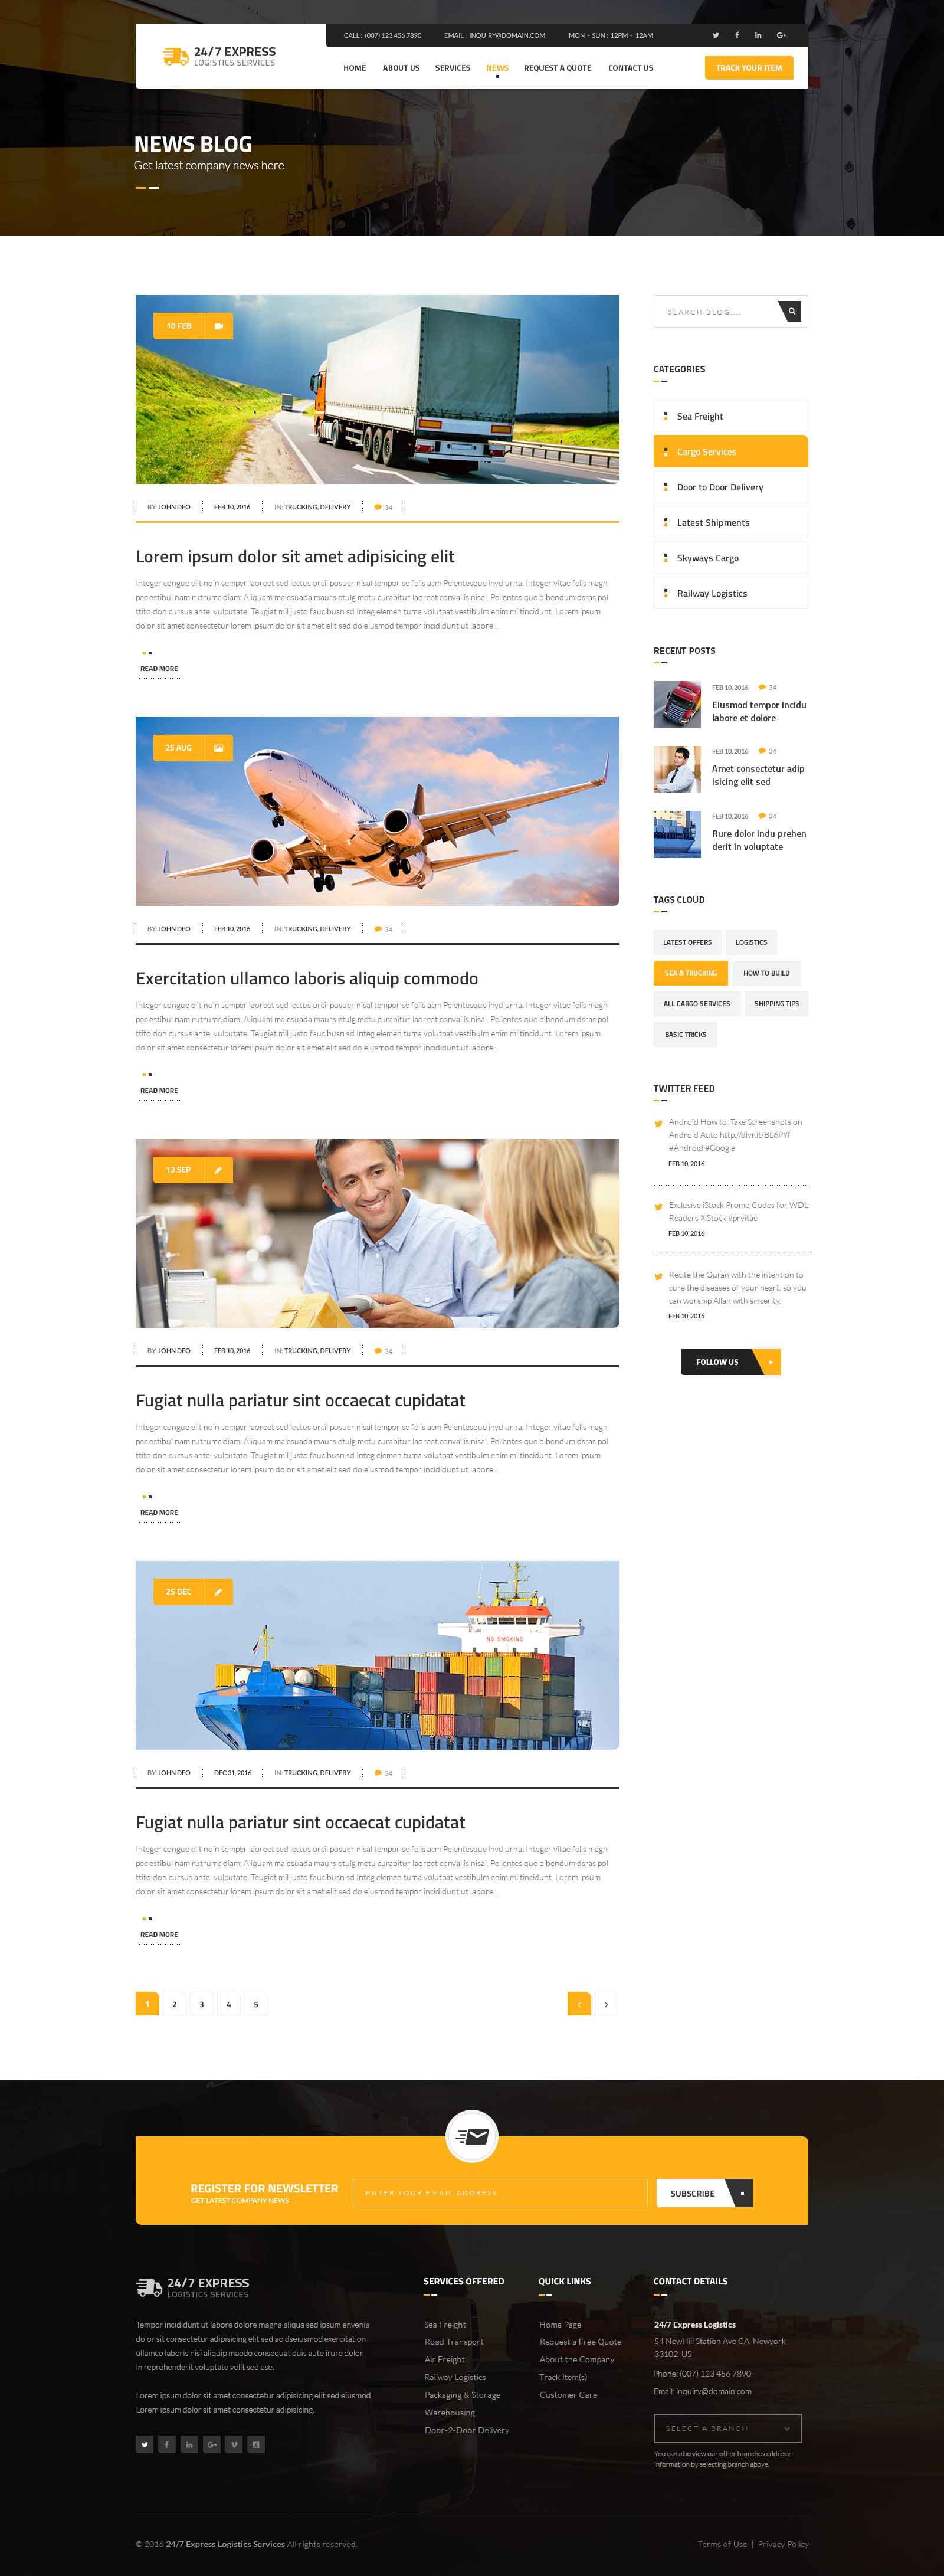 CALL : (007) 123 456 7890 EMAIL : INQUIRY@DOMAIN.COM MON - SUN : 12PM - 12AM
24/7 EXPRESS
LOGISTICS SERVICES
HOME ABOUT US SERVICES NEWS REQUEST A QUOTE CONTACT US TRACK YOUR ITEM
NEWS BLOG
Get latest company news here
10 FEB
BY: JOHN DEO FEB 10, 2016 IN: TRUCKING, DELIVERY 34
Lorem ipsum dolor sit amet adipisicing elit
Integer congue elit noin semper laoreet sed lectus orcil posuer nisal tempor se felis acm Pelentesque inyd urna. Integer vitae felis magn
pec estibul nam rutrumc diam. Aliquam malesuada maurs etulg metu curabitur laoreet convallis nisal. Pellentes que bibendum dsras pol
ttito don cursus ante vulputate. Teugiat mil justo faucibusn sd Integ elemen tuma volutpat vestibulm enim mi tincidunt. Lorem ipsum
dolor sit amet consectetur lorem ipsum dolor sit amet elit sed do eiusmod tempor incididunt ut labore .
READ MORE
25 AUG
BY: JOHN DEO FEB 10, 2016 IN: TRUCKING, DELIVERY 34
Exercitation ullamco laboris aliquip commodo
Integer congue elit noin semper laoreet sed lectus orcil posuer nisal tempor se felis acm Pelentesque inyd urna. Integer vitae felis magn
pec estibul nam rutrumc diam. Aliquam malesuada maurs etulg metu curabitur laoreet convallis nisal. Pellentes que bibendum dsras pol
ttito don cursus ante vulputate. Teugiat mil justo faucibusn sd Integ elemen tuma volutpat vestibulm enim mi tincidunt. Lorem ipsum
dolor sit amet consectetur lorem ipsum dolor sit amet elit sed do eiusmod tempor incididunt ut labore .
READ MORE
13 SEP
BY: JOHN DEO FEB 10, 2016 IN: TRUCKING, DELIVERY 34
Fugiat nulla pariatur sint occaecat cupidatat
Integer congue elit noin semper laoreet sed lectus orcil posuer nisal tempor se felis acm Pelentesque inyd urna. Integer vitae felis magn
pec estibul nam rutrumc diam. Aliquam malesuada maurs etulg metu curabitur laoreet convallis nisal. Pellentes que bibendum dsras pol
ttito don cursus ante vulputate. Teugiat mil justo faucibusn sd Integ elemen tuma volutpat vestibulm enim mi tincidunt. Lorem ipsum
dolor sit amet consectetur lorem ipsum dolor sit amet elit sed do eiusmod tempor incididunt ut labore .
READ MORE
25 DEC
NO SMOKING
BY: JOHN DEO DEC 31, 2016 IN: TRUCKING, DELIVERY 34
Fugiat nulla pariatur sint occaecat cupidatat
Integer congue elit noin semper laoreet sed lectus orcil posuer nisal tempor se felis acm Pelentesque inyd urna. Integer vitae felis magn
pec estibul nam rutrumc diam. Aliquam malesuada maurs etulg metu curabitur laoreet convallis nisal. Pellentes que bibendum dsras pol
ttito don cursus ante vulputate. Teugiat mil justo faucibusn sd Integ elemen tuma volutpat vestibulm enim mi tincidunt. Lorem ipsum
dolor sit amet consectetur lorem ipsum dolor sit amet elit sed do eiusmod tempor incididunt ut labore .
READ MORE
1 2 3 4 5
SEARCH BLOG....
CATEGORIES
Sea Freight
Cargo Services
Door to Door Delivery
Latest Shipments
Skyways Cargo
Railway Logistics
RECENT POSTS
FEB 10, 2016 34
Eiusmod tempor incidu
labore et dolore
FEB 10, 2016 34
Amet consectetur adip
isicing elit sed
FEB 10, 2016 34
Rure dolor indu prehen
derit in voluptate
TAGS CLOUD
LATEST OFFERS LOGISTICS
SEA & TRUCKING HOW TO BUILD
ALL CARGO SERVICES SHIPPING TIPS
BASIC TRICKS
TWITTER FEED
Android How to: Take Screenshots on
Android Auto http://dlvr.it/BL6PYf
#Android #Google
FEB 10, 2016
Exclusive iStock Promo Codes for WDL
Readers #iStock #prvitae
FEB 10, 2016
Recite the Quran with the intention to
cure the diseases of your heart, so you
can worship Allah with sincerity.
FEB 10, 2016
FOLLOW US
REGISTER FOR NEWSLETTER
GET LATEST COMPANY NEWS
ENTER YOUR EMAIL ADDRESS
SUBSCRIBE
24/7 EXPRESS
LOGISTICS SERVICES
Tempor incididunt ut labore dolore magna aliqua sed ipsum envenia
dolor sit consectetur adipisicing elit sed ao dseiusmod exercitation
ullamco laboris nisi aliquip maodo consequat duis aute irure dolor
in reprehenderit voluptate velit sed ese.
Lorem ipsum dolor sit amet consectetur adipisicing elit sed eiusmod.
Lorem ipsum dolor sit amet consectetur adipisicing.
SERVICES OFFERED
Sea Freight
Road Transport
Air Freight
Railway Logistics
Packaging & Storage
Warehousing
Door-2-Door Delivery
QUICK LINKS
Home Page
Request a Free Quote
About the Company
Track Item(s)
Customer Care
CONTACT DETAILS
24/7 Express Logistics
54 NewHill Station Ave CA, Newyork
33102 US
Phone: (007) 123 456 7890
Email: inquiry@domain.com
SELECT A BRANCH
You can also view our other branches address
information by selecting branch above.
© 2016 24/7 Express Logistics Services All rights reserved.
Terms of Use | Privacy Policy